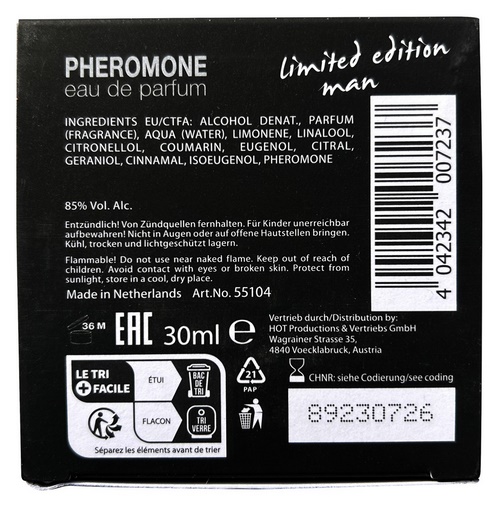 PHEROMONE
eau de parfum
limited edition
man
INGREDIENTS EU/CTFA: ALCOHOL DENAT., PARFUM
(FRAGRANCE), AQUA (WATER), LIMONENE, LINALOOL,
CITRONELLOL, COUMARIN, EUGENOL, CITRAL,
GERANIOL, CINNAMAL, ISOEUGENOL, PHEROMONE
4 042342 007237
85% Vol. Alc.
Entzündlich! Von Zündquellen fernhalten. Für Kinder unerreichbar
aufbewahren! Nicht in Augen oder auf offene Hautstellen bringen.
Kühl, trocken und lichtgeschützt lagern.
Flammable! Do not use near naked flame. Keep out of reach of
children. Avoid contact with eyes or broken skin. Protect from
sunlight, store in a cool, dry place.
Made in Netherlands Art.No. 55104
36 M
EAC
30ml e
Vertrieb durch/Distribution by:
HOT Productions & Vertriebs GmbH
Wagrainer Strasse 35,
4840 Voecklabruck, Austria
LE TRI
+ FACILE
ÉTUI
BAC
DE
TRI
FLACON
TRI
VERRE
Séparez les éléments avant de trier
21
PAP
CHNR: siehe Codierung/see coding
89230726